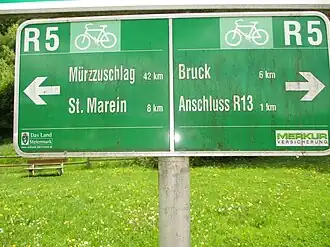 R5
R5
Mürzzuschlag 42 km
St. Marein 8 km
Bruck 6 km
Anschluss R13 1 km
Das Land
Steiermark
MERKUR
VERSICHERUNG